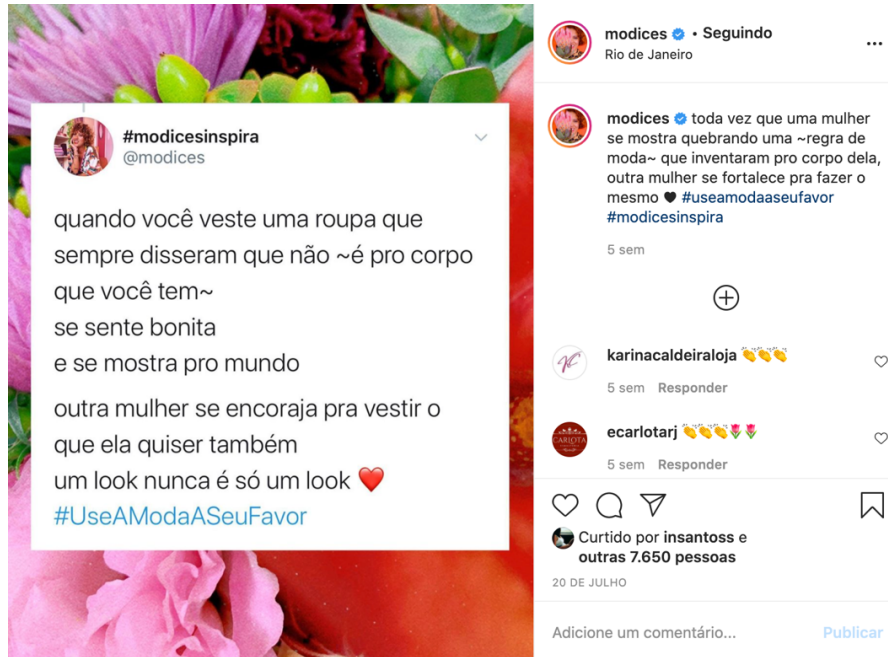 #modicesinspira
@modices
quando você veste uma roupa que
sempre disseram que não ~é pro corpo
que você tem~
se sente bonita
e se mostra pro mundo
outra mulher se encoraja pra vestir o
que ela quiser também
um look nunca é só um look ❤️
#UseAModaASeuFavor
modices • Seguindo
Rio de Janeiro
modices toda vez que uma mulher
se mostra quebrando uma ~regra de
moda~ que inventaram pro corpo dela,
outra mulher se fortalece pra fazer o
mesmo 🖤 #useamodaaseufavor
#modicesinspira
5 sem
karinacaldeiraloja 👏👏👏
5 sem Responder
CARLOTA
ecarlotarj 👏👏👏🌷🌷
5 sem Responder
Curtido por insantoss e
outras 7.650 pessoas
20 DE JULHO
Adicione um comentário... Publicar